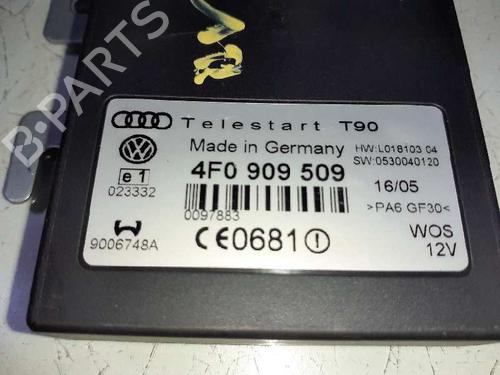 B-PARTS
Telestart T90
Made in Germany
HW:L018103 04
SW:0530040120
4F0 909 509
e1
023332
16/05
0097883
>PA6 GF30<
9006748A
CE0681
WOS
12V